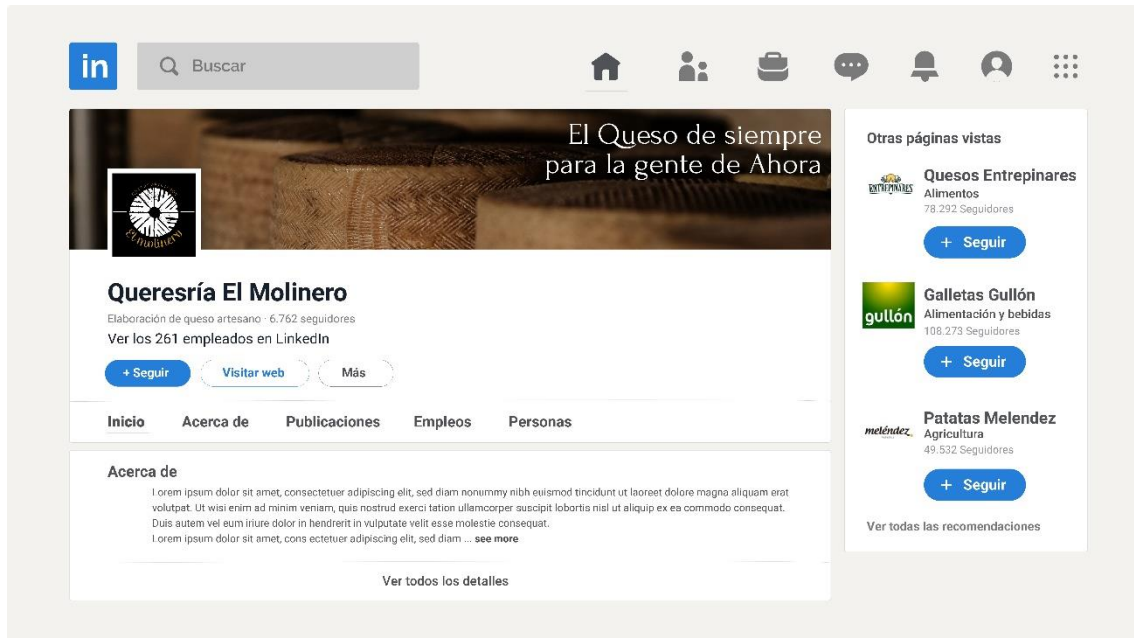 in
Buscar
El Queso de siempre
para la gente de Ahora
El molinero
Queresría El Molinero
Elaboración de queso artesano · 6.762 seguidores
Ver los 261 empleados en LinkedIn
+ Seguir
Visitar web
Más
Inicio
Acerca de
Publicaciones
Empleos
Personas
Acerca de
Lorem ipsum dolor sit amet, consectetuer adipiscing elit, sed diam nonummy nibh euismod tincidunt ut laoreet dolore magna aliquam erat
volutpat. Ut wisi enim ad minim veniam, quis nostrud exerci tation ullamcorper suscipit lobortis nisl ut aliquip ex ea commodo consequat.
Duis autem vel eum iriure dolor in hendrerit in vulputate velit esse molestie consequat.
Lorem ipsum dolor sit amet, cons ectetuer adipiscing elit, sed diam ... see more
Ver todos los detalles
Otras páginas vistas
ENTREPINARES
Quesos Entrepinares
Alimentos
78.292 Seguidores
+ Seguir
gullón
Galletas Gullón
Alimentación y bebidas
108.273 Seguidores
+ Seguir
meléndez
Patatas Melendez
Agricultura
49.532 Seguidores
+ Seguir
Ver todas las recomendaciones